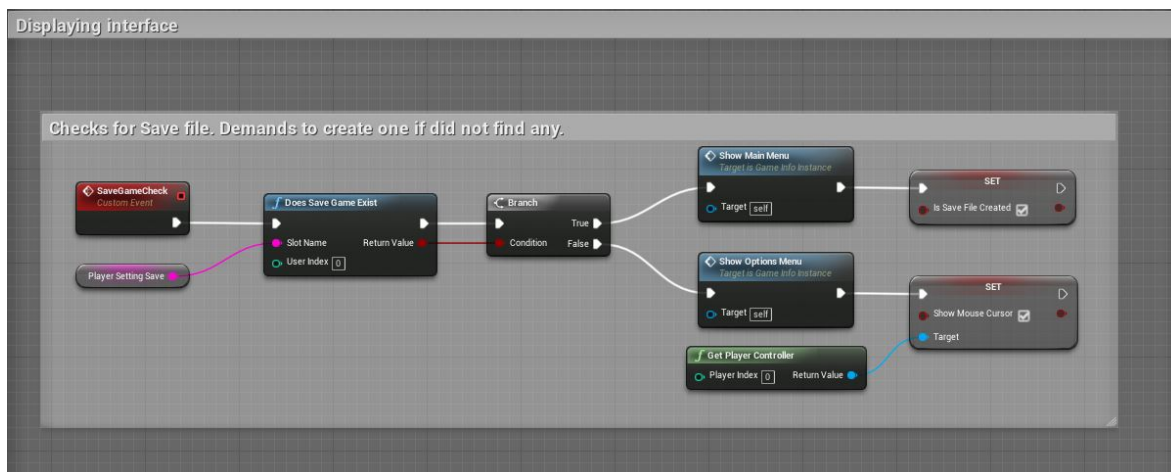 Displaying interface
Checks for Save file. Demands to create one if did not find any.
SaveGameCheck
Custom Event
Player Setting Save
Does Save Game Exist
Slot Name Return Value
User Index 0
Branch
True
Condition False
Show Main Menu
Target is Game Info Instance
Target self
SET
Is Save File Created
Show Options Menu
Target is Game Info Instance
Target self
SET
Show Mouse Cursor
Target
Get Player Controller
Player Index 0 Return Value